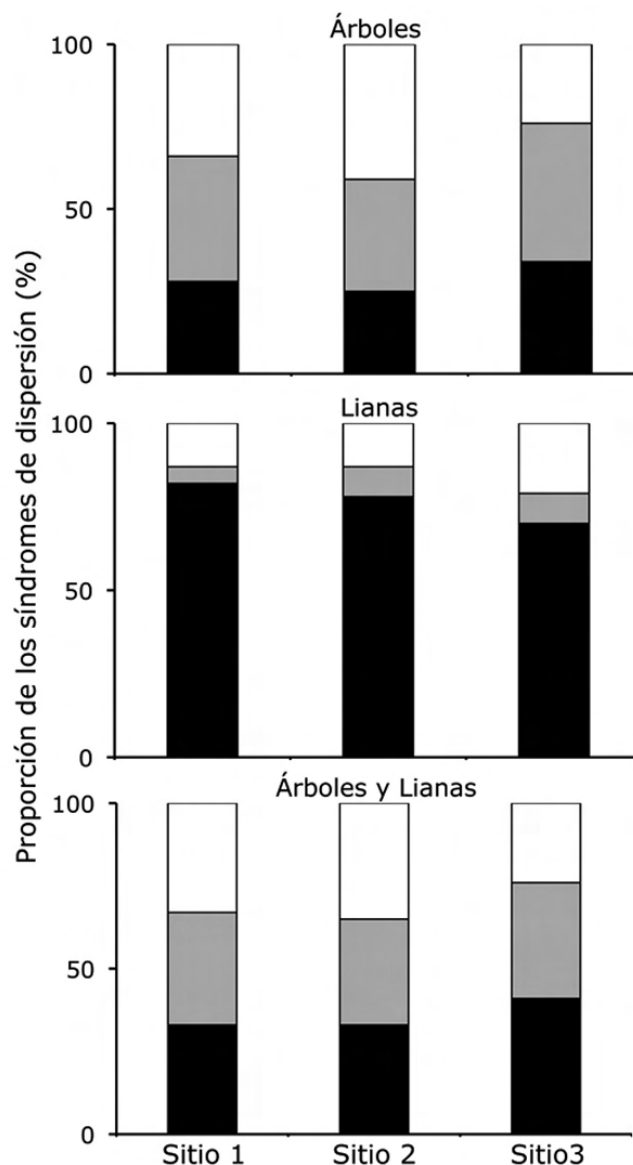 Proporción de los síndromes de dispersión (%)
Árboles
100
50
0
Lianas
100
50
0
Árboles y Lianas
100
50
0
Sitio 1 Sitio 2 Sitio3